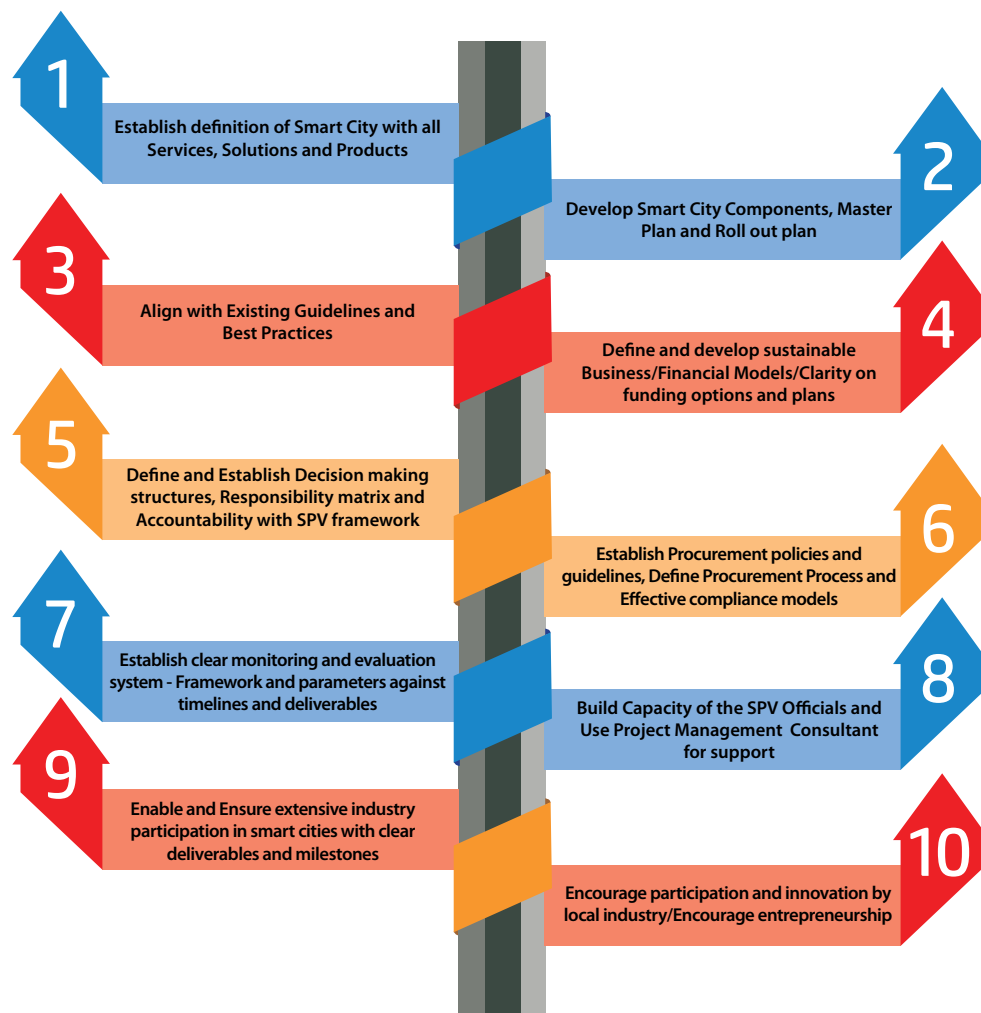 1
Establish definition of Smart City with all
Services, Solutions and Products
2
Develop Smart City Components, Master
Plan and Roll out plan
3
Align with Existing Guidelines and
Best Practices
4
Define and develop sustainable
Business/Financial Models/Clarity on
funding options and plans
5
Define and Establish Decision making
structures, Responsibility matrix and
Accountability with SPV framework
6
Establish Procurement policies and
guidelines, Define Procurement Process and
Effective compliance models
7
Establish clear monitoring and evaluation
system - Framework and parameters against
timelines and deliverables
8
Build Capacity of the SPV Officials and
Use Project Management Consultant
for support
9
Enable and Ensure extensive industry
participation in smart cities with clear
deliverables and milestones
10
Encourage participation and innovation by
local industry/Encourage entrepreneurship